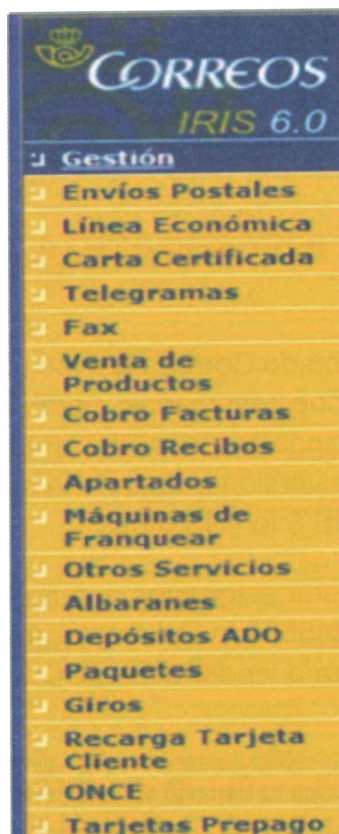 CORREOS
IRIS 6.0
Gestión
Envíos Postales
Línea Económica
Carta Certificada
Telegramas
Fax
Venta de
Productos
Cobro Facturas
Cobro Recibos
Apartados
Máquinas de
Franquear
Otros Servicios
Albaranes
Depósitos ADO
Paquetes
Giros
Recarga Tarjeta
Cliente
ONCE
Tarjetas Prepago